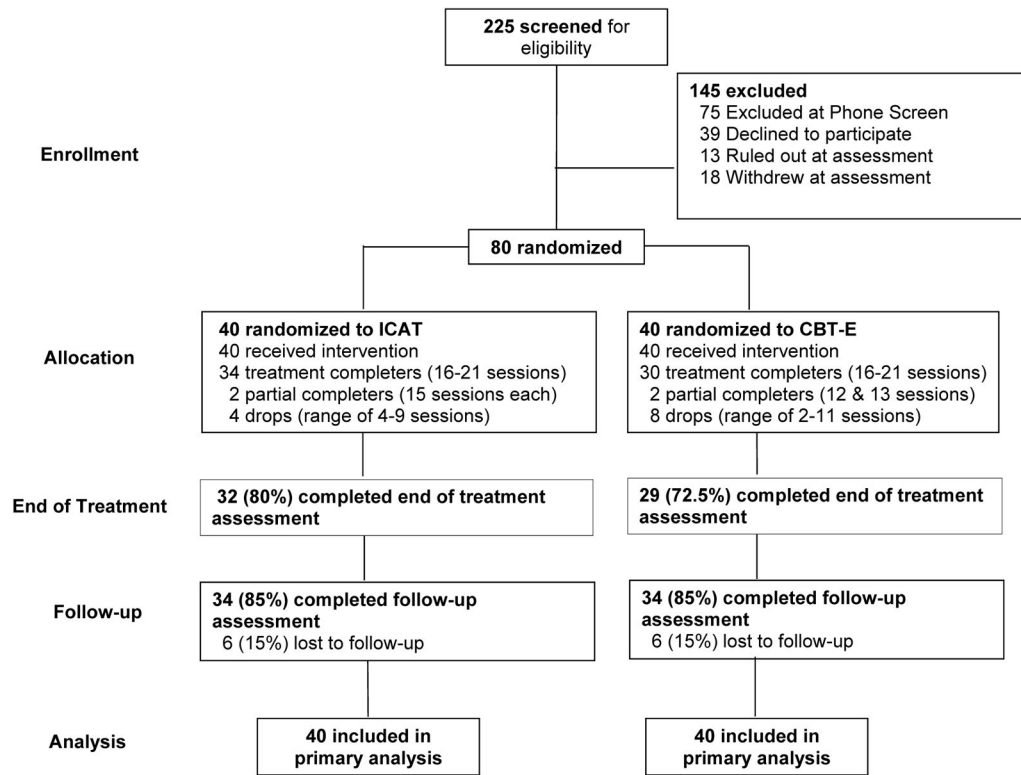 225 screened for
eligibility
145 excluded
75 Excluded at Phone Screen
39 Declined to participate
13 Ruled out at assessment
18 Withdrew at assessment
Enrollment
80 randomized
Allocation
40 randomized to ICAT
40 received intervention
34 treatment completers (16-21 sessions)
2 partial completers (15 sessions each)
4 drops (range of 4-9 sessions)
40 randomized to CBT-E
40 received intervention
30 treatment completers (16-21 sessions)
2 partial completers (12 & 13 sessions)
8 drops (range of 2-11 sessions)
End of Treatment
32 (80%) completed end of treatment
assessment
29 (72.5%) completed end of treatment
assessment
Follow-up
34 (85%) completed follow-up
assessment
6 (15%) lost to follow-up
34 (85%) completed follow-up
assessment
6 (15%) lost to follow-up
Analysis
40 included in
primary analysis
40 included in
primary analysis